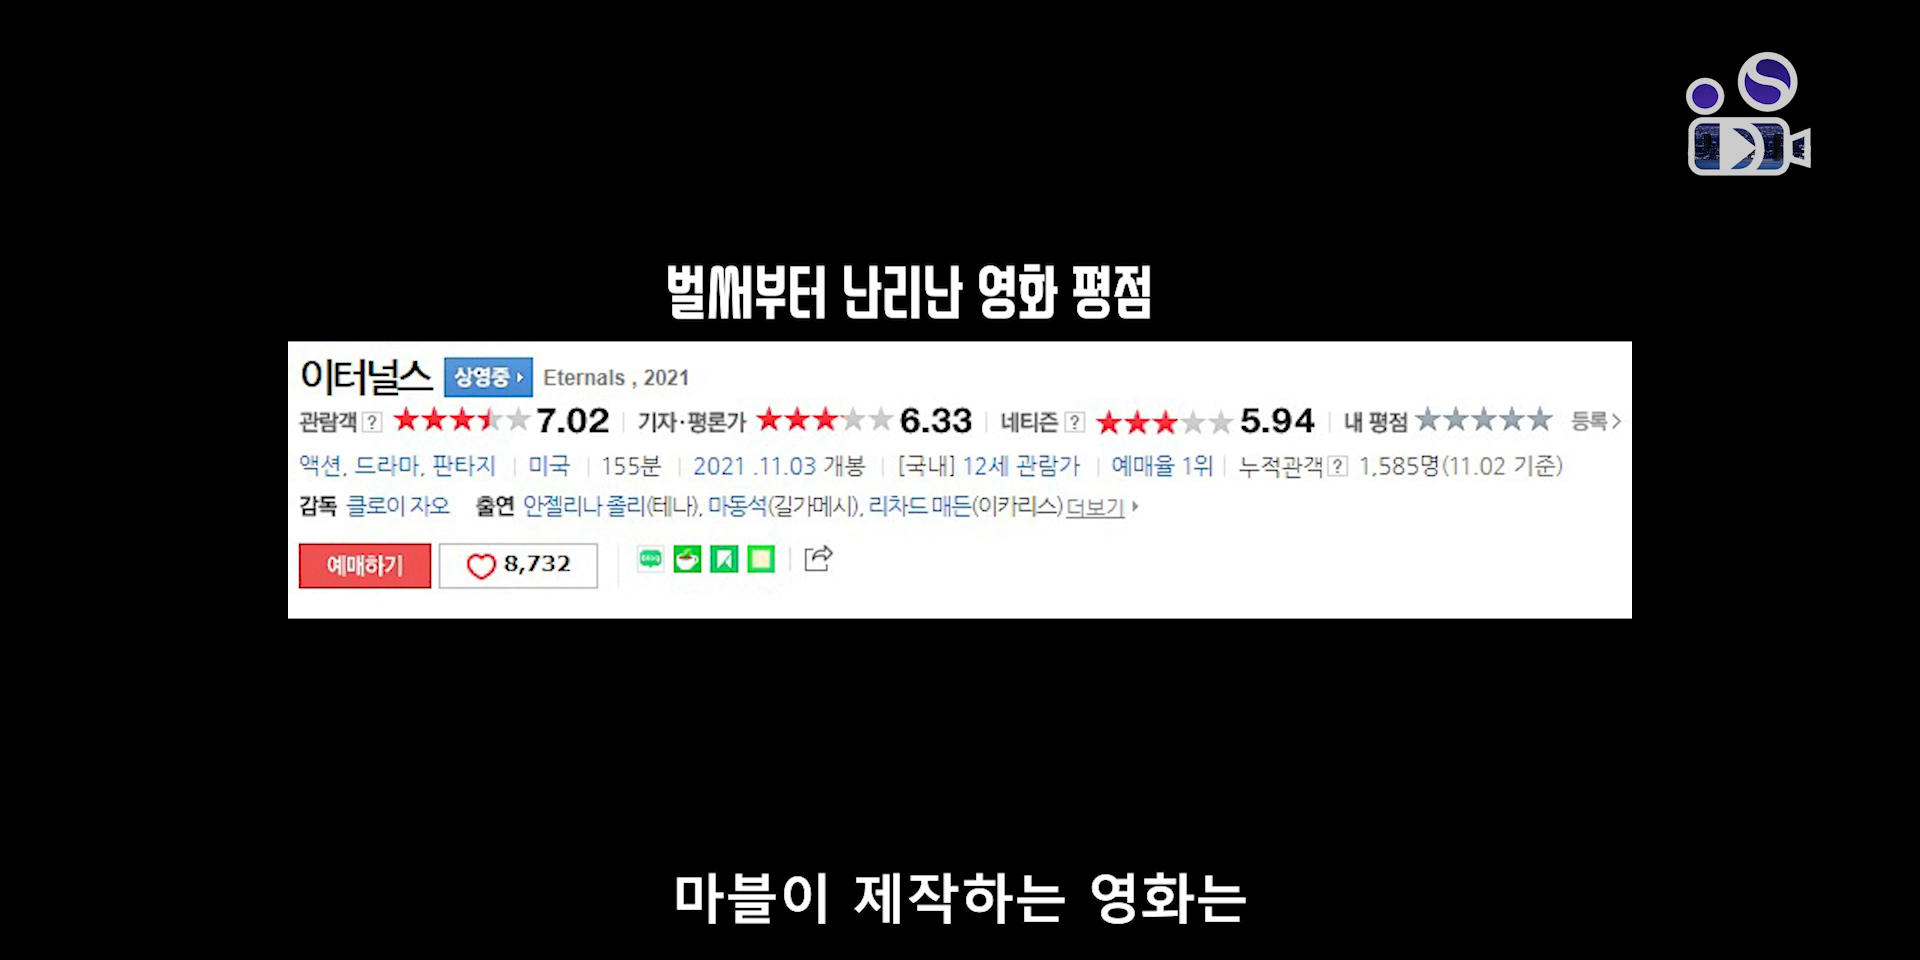 벌써부터 난리난 영화 평점
이터널스 상영중 Eternals , 2021
관람객 ? 7.02 기자·평론가 6.33 네티즌 ? 5.94 내 평점 등록
액션, 드라마, 판타지 미국 155분 2021 .11.03 개봉 [국내] 12세 관람가 예매율 1위 누적관객 ? 1,585명(11.02 기준)
감독 클로이 자오 출연 안젤리나 졸리(테나), 마동석(길가메시), 리차드 매든(이카리스) 더보기
예매하기 8,732
마블이 제작하는 영화는